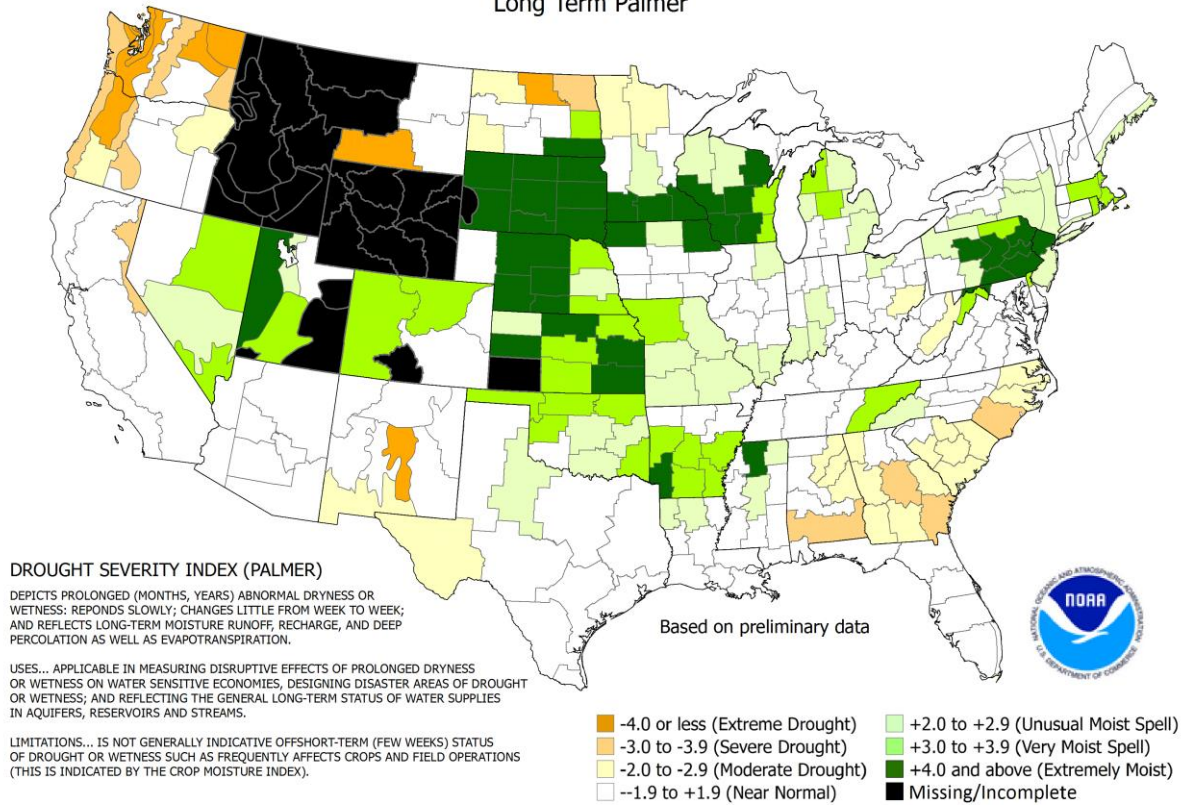 Long Term Palmer
DROUGHT SEVERITY INDEX (PALMER)
DEPICTS PROLONGED (MONTHS, YEARS) ABNORMAL DRYNESS OR
WETNESS: REPONDS SLOWLY; CHANGES LITTLE FROM WEEK TO WEEK;
AND REFLECTS LONG-TERM MOISTURE RUNOFF, RECHARGE, AND DEEP
PERCOLATION AS WELL AS EVAPOTRANSPIRATION.
USES... APPLICABLE IN MEASURING DISRUPTIVE EFFECTS OF PROLONGED DRYNESS
OR WETNESS ON WATER SENSITIVE ECONOMIES, DESIGNING DISASTER AREAS OF DROUGHT
OR WETNESS; AND REFLECTING THE GENERAL LONG-TERM STATUS OF WATER SUPPLIES
IN AQUIFERS, RESERVOIRS AND STREAMS.
LIMITATIONS... IS NOT GENERALLY INDICATIVE OFFSHORT-TERM (FEW WEEKS) STATUS
OF DROUGHT OR WETNESS SUCH AS FREQUENTLY AFFECTS CROPS AND FIELD OPERATIONS
(THIS IS INDICATED BY THE CROP MOISTURE INDEX).
Based on preliminary data
NATIONAL OCEANIC AND ATMOSPHERIC ADMINISTRATION
NOAA
U.S. DEPARTMENT OF COMMERCE
-4.0 or less (Extreme Drought)
-3.0 to -3.9 (Severe Drought)
-2.0 to -2.9 (Moderate Drought)
--1.9 to +1.9 (Near Normal)
+2.0 to +2.9 (Unusual Moist Spell)
+3.0 to +3.9 (Very Moist Spell)
+4.0 and above (Extremely Moist)
Missing/Incomplete